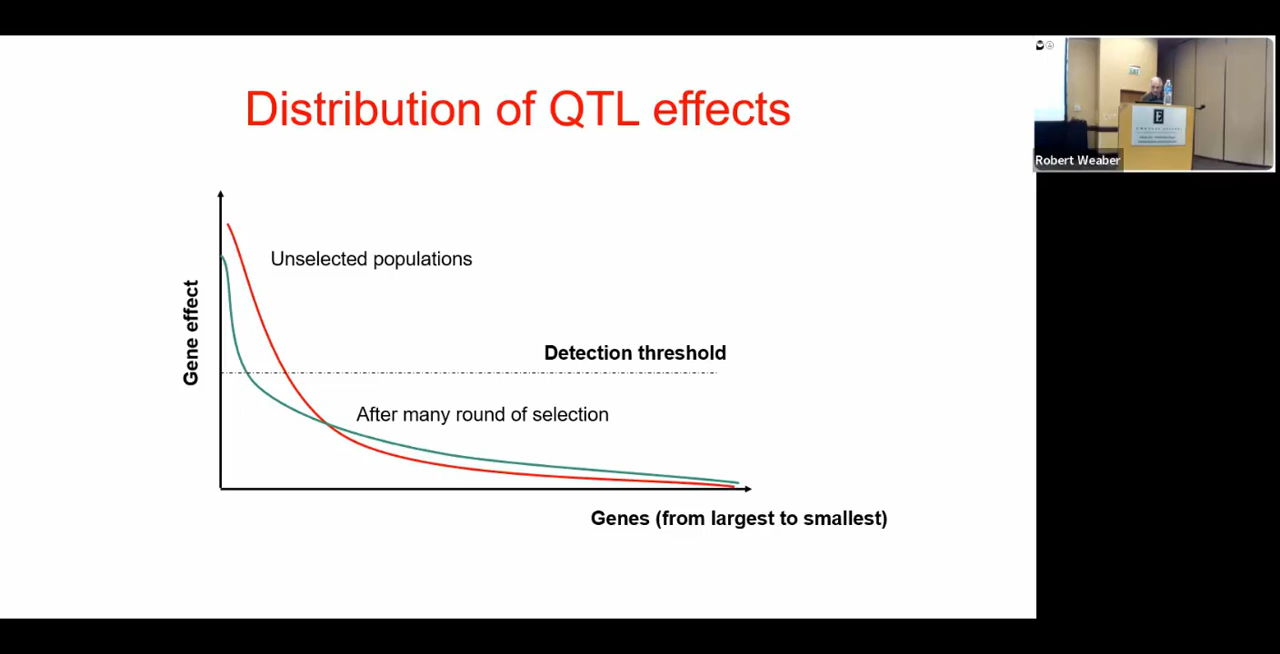 Distribution of QTL effects
Robert Weaber
Unselected populations
Gene effect
Detection threshold
After many round of selection
Genes (from largest to smallest)
E